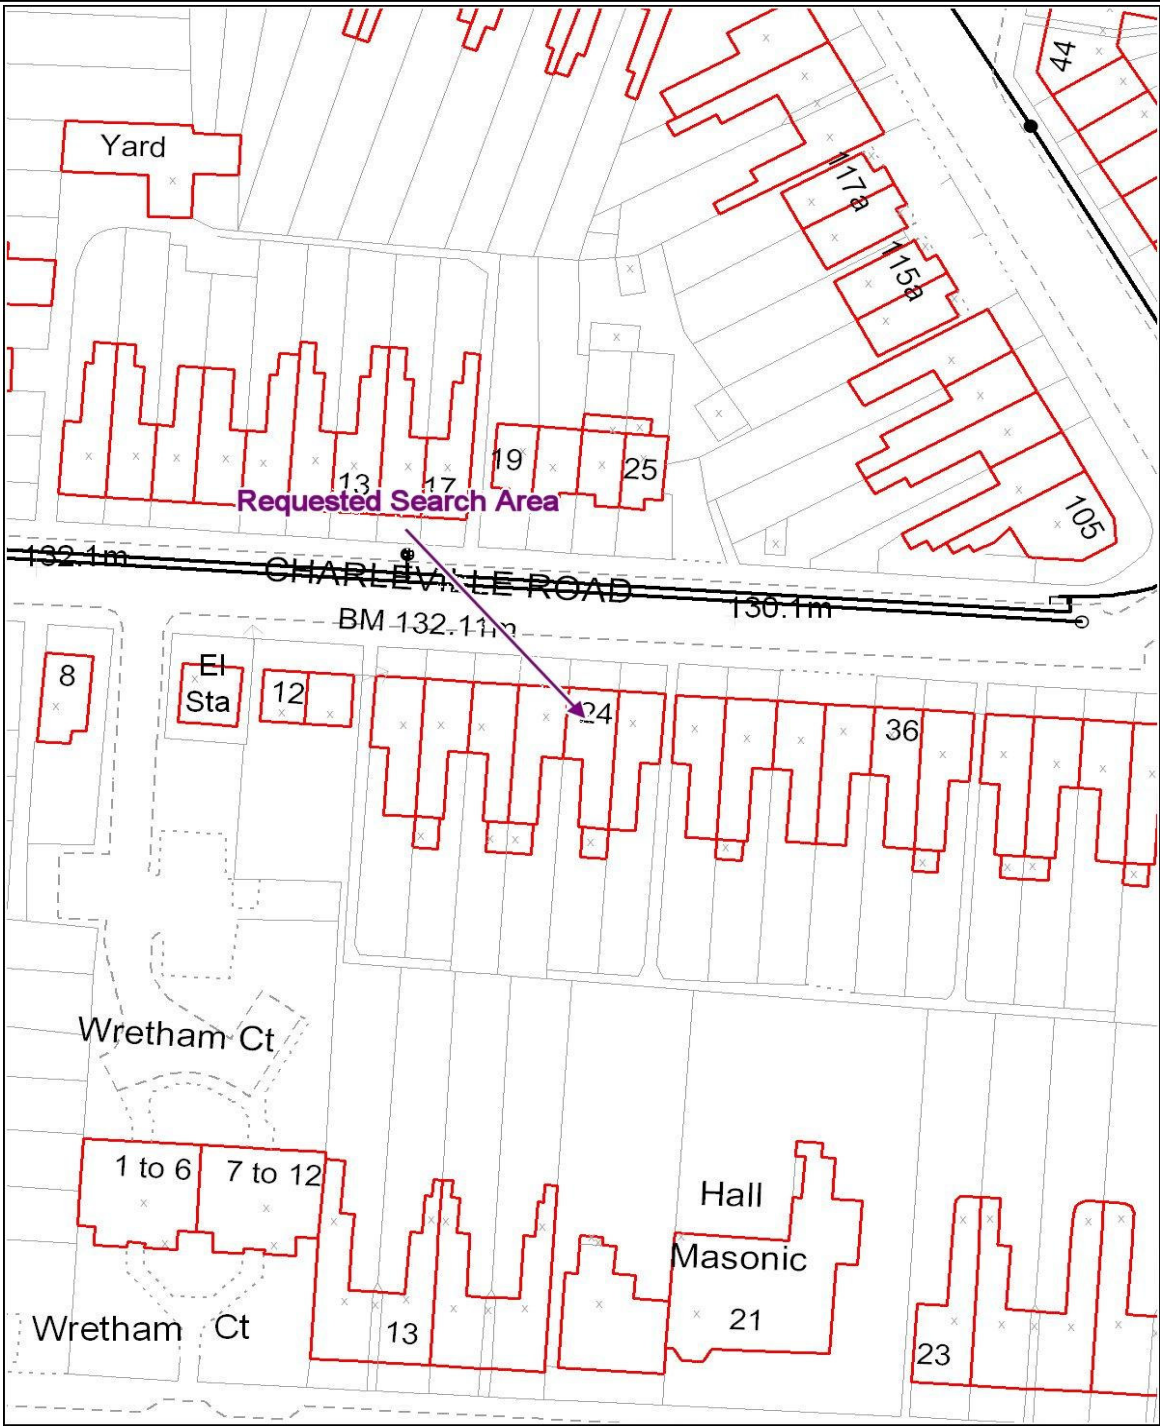 44
Yard
117a
115a
19
25
13
17
Requested Search Area
105
132.1m
CHARLEVILLE ROAD
130.1m
BM 132.11m
8
El
Sta
12
24
36
Wretham Ct
1 to 6
7 to 12
Hall
Masonic
21
13
23
Wretham Ct